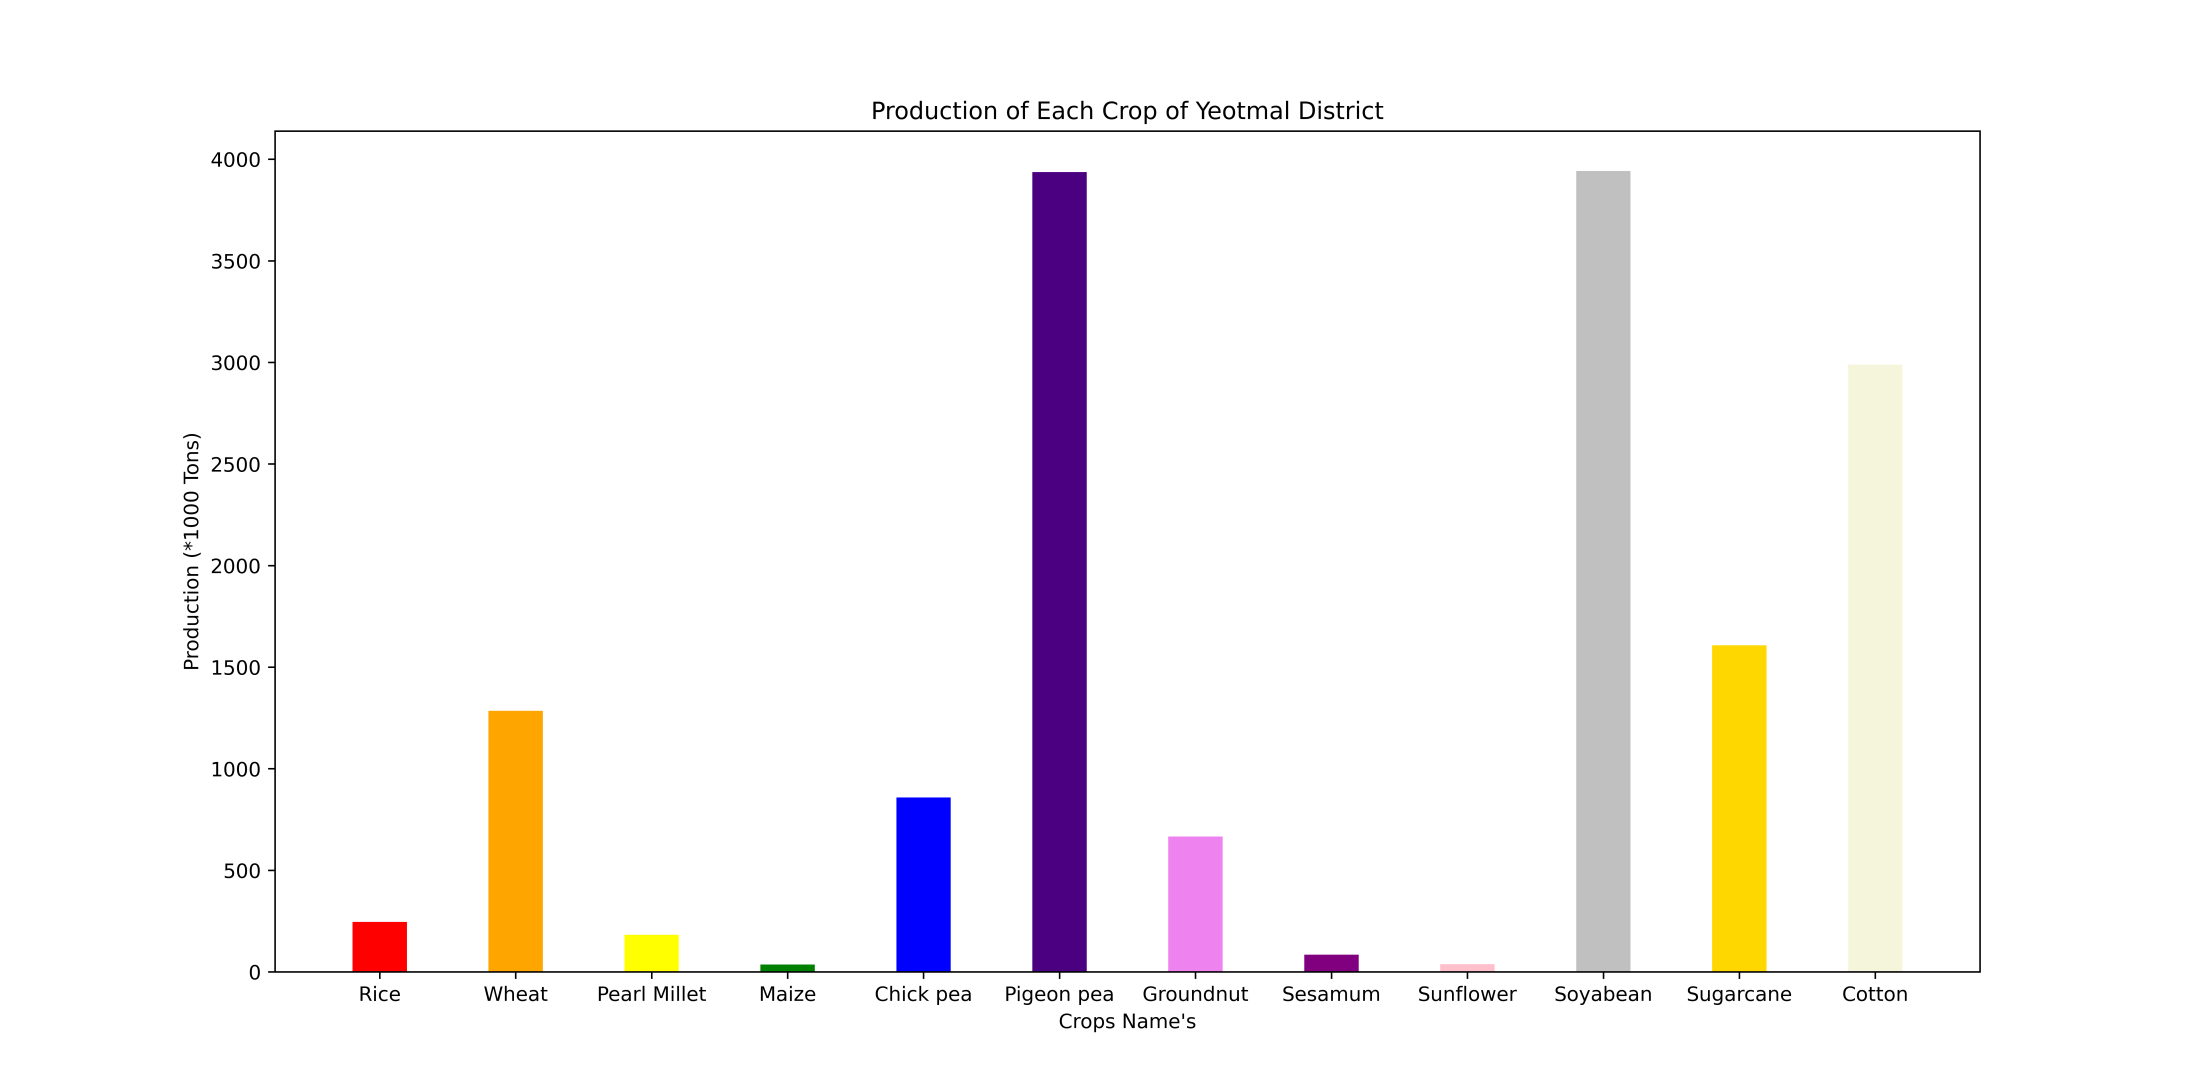 Production of Each Crop of Yeotmal District
Production (*1000 Tons)
4000
3500
3000
2500
2000
1500
1000
500
0
Rice Wheat Pearl Millet Maize Chick pea Pigeon pea Groundnut Sesamum Sunflower Soyabean Sugarcane Cotton
Crops Name's